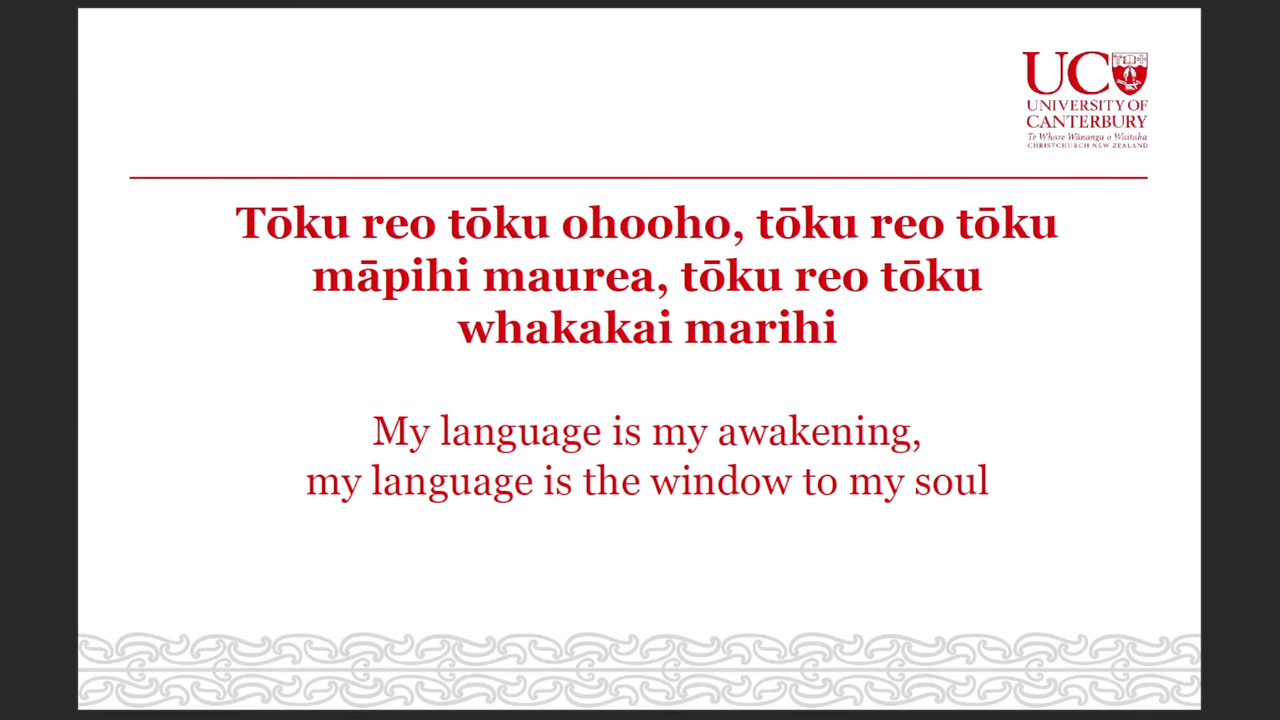 UC
UNIVERSITY OF
CANTERBURY
Te Whare Wānanga o Waitaha
CHRISTCHURCH NEW ZEALAND
Tōku reo tōku ohooho, tōku reo tōku
māpihi maurea, tōku reo tōku
whakakai marihi
My language is my awakening,
my language is the window to my soul